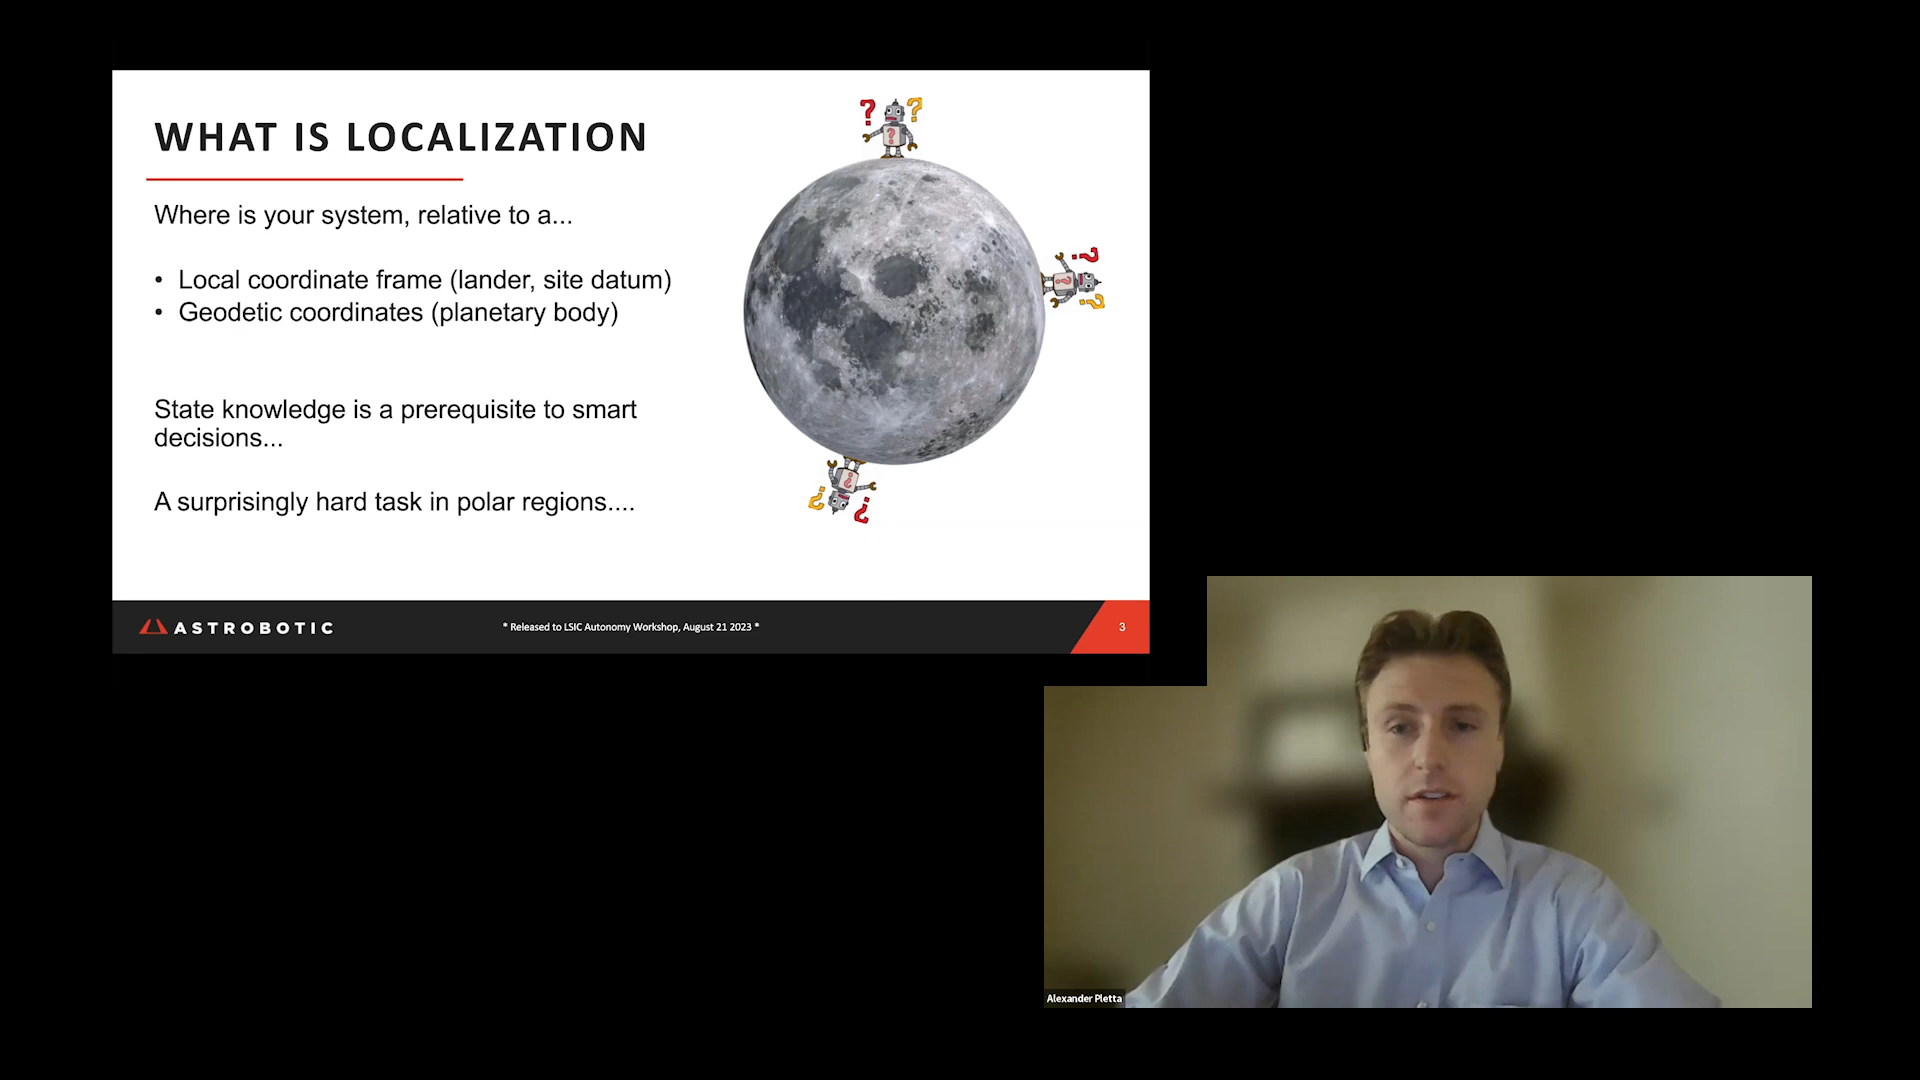 WHAT IS LOCALIZATION
Where is your system, relative to a...
• Local coordinate frame (lander, site datum)
• Geodetic coordinates (planetary body)
State knowledge is a prerequisite to smart
decisions...
A surprisingly hard task in polar regions....
? ?
?
?
?
?
?
?
? ?
ASTROBOTIC
* Released to LSIC Autonomy Workshop, August 21 2023 *
3
Alexander Pletta